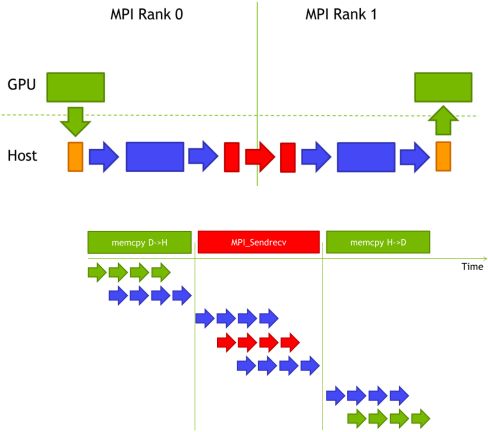 MPI Rank 0
MPI Rank 1
GPU
Host
memcpy D->H
MPI_Sendrecv
memcpy H->D
Time